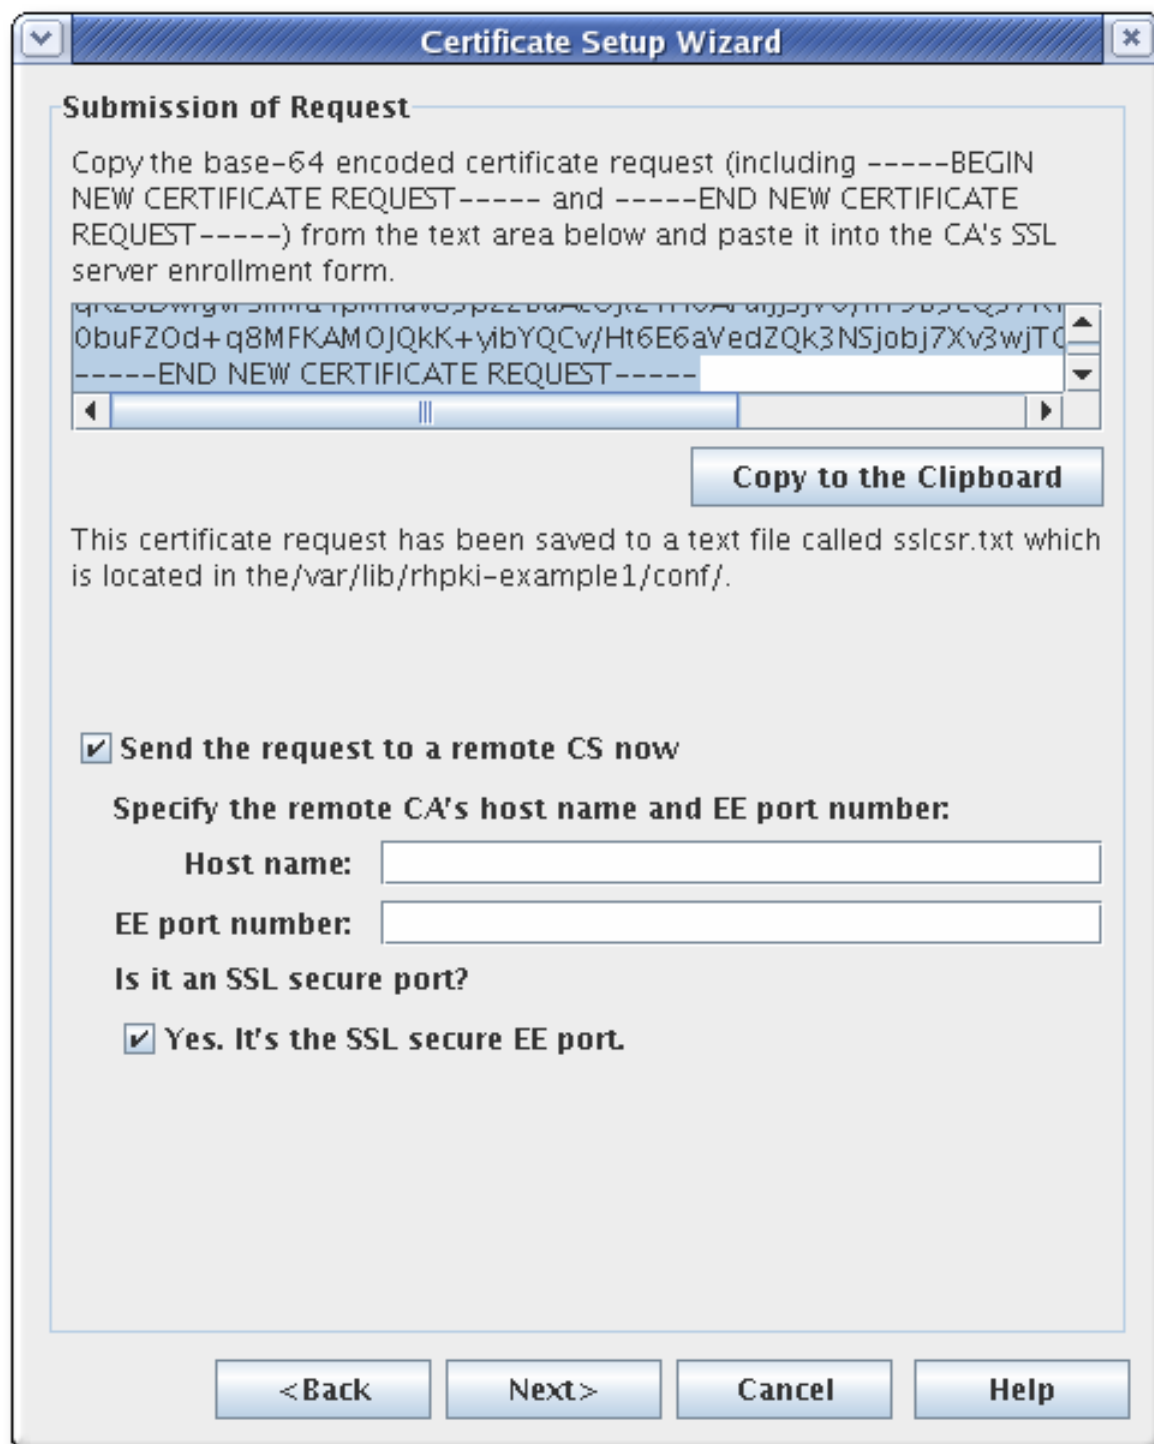 Certificate Setup Wizard
Submission of Request
Copy the base-64 encoded certificate request (including -----BEGIN
NEW CERTIFICATE REQUEST----- and -----END NEW CERTIFICATE
REQUEST-----) from the text area below and paste it into the CA's SSL
server enrollment form.
0buFZOd+q8MFKAMOJQkK+yibYQCv/Ht6E6aVedZQk3NSjobj7Xv3wjTC
-----END NEW CERTIFICATE REQUEST-----
Copy to the Clipboard
This certificate request has been saved to a text file called sslcsr.txt which
is located in the/var/lib/rhpki-example1/conf/.
Send the request to a remote CS now
Specify the remote CA's host name and EE port number:
Host name:
EE port number:
Is it an SSL secure port?
Yes. It's the SSL secure EE port.
<Back Next> Cancel Help